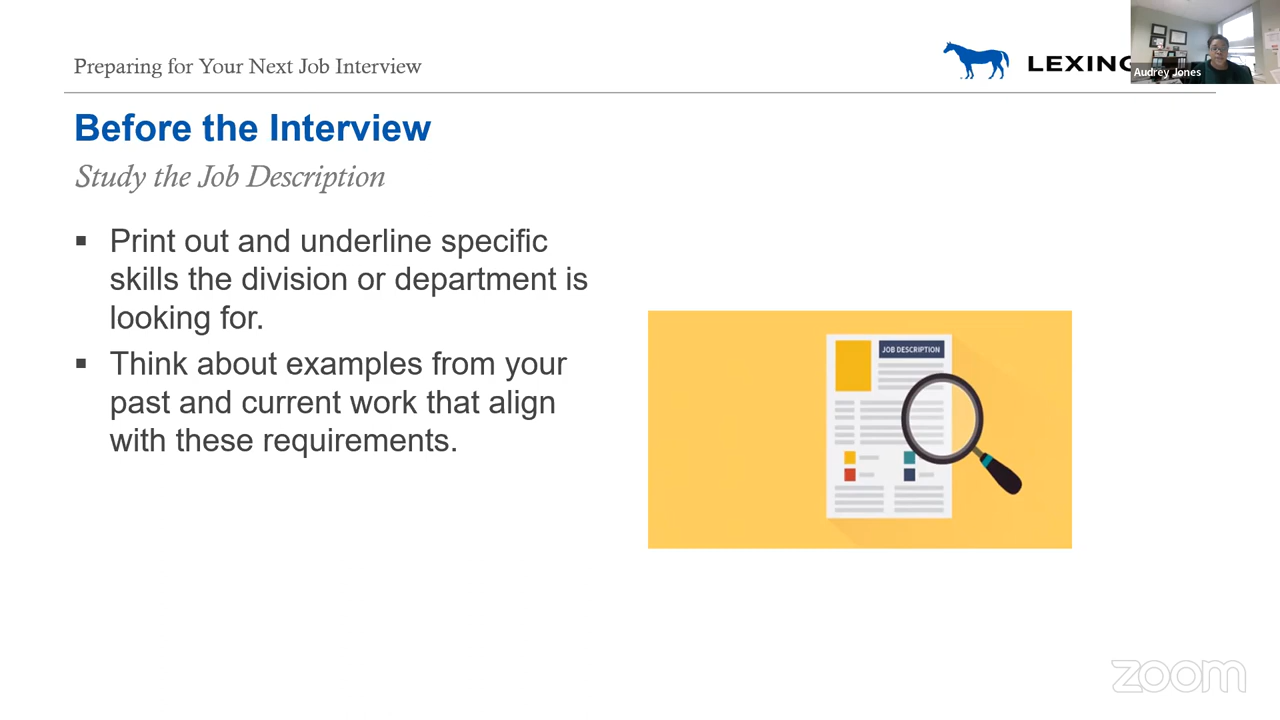 Preparing for Your Next Job Interview
LEXING
Audrey Jones
Before the Interview
Study the Job Description
▪ Print out and underline specific
skills the division or department is
looking for.
▪ Think about examples from your
past and current work that align
with these requirements.
JOB DESCRIPTION
zoom